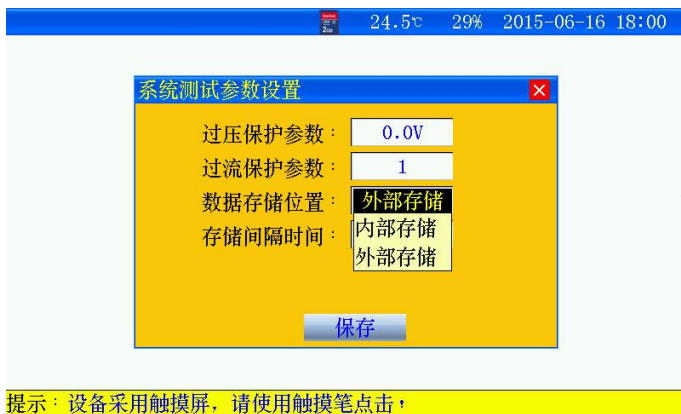 24.5℃ 29% 2015-06-16 18:00
系统测试参数设置
过压保护参数： 0.0V
过流保护参数： 1
数据存储位置： 外部存储
内部存储
存储间隔时间：
外部存储
保存
提示：设备采用触摸屏，请使用触摸笔点击！